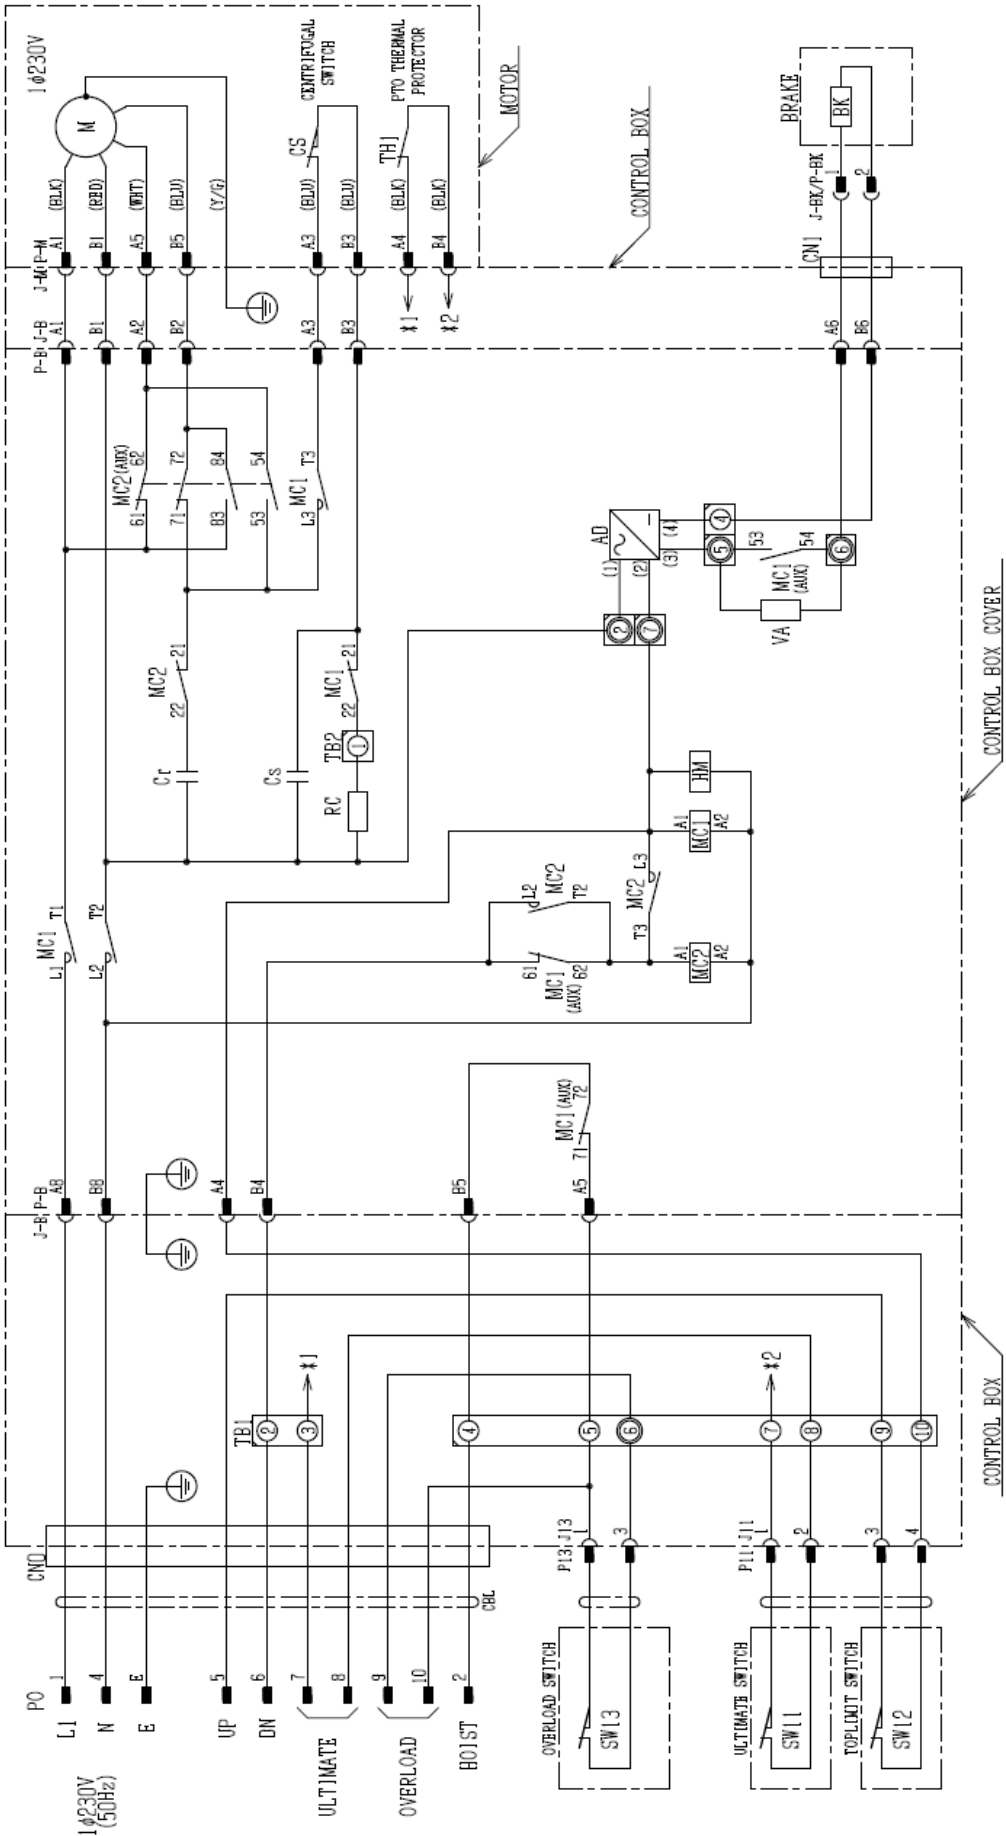 1ϕ230V
(50Hz)
PO
L1
1
N
4
E
E
UP
5
DN
6
ULTIMATE
7
8
OVERLOAD
9
10
HOIST
2
CNO
CBL
OVERLOAD SWITCH
SW13
P13 J13
1
3
ULTIMATE SWITCH
SW11
P11 J11
1
2
TOPLIMIT SWITCH
SW12
3
4
TB1
2
3
*1
4
5
6
7
*2
8
9
10
CONTROL BOX
J-B P-B
A8
B8
A4
B4
B5
A5
MC1(AUX)
71
72
MC1
L1
T1
L2
T2
61
62
MC1
(AUX)
L2
T2
MC2
T3
MC2
L3
A1
MC2
A2
A1
MC1
A2
HM
Cr
MC2
22
21
Cs
RC
TB2
1
MC1
22
21
2
7
(1)
(2)
AD
(3)
(4)
5
4
53
54
MC1
(AUX)
6
VA
CONTROL BOX COVER
MC2(AUX)
61
62
71
72
83
84
53
54
MC1
L3
T3
P-B J-B
A1
B1
A2
B2
A3
B3
A6
B6
J-M P-M
A1
(BLK)
B1
(RED)
A5
(WHT)
B5
(BLU)
(Y/G)
A3
(BLU)
B3
(BLU)
A4
(BLK)
B4
(BLK)
*1
*2
1ϕ230V
M
CS
CENTRIFUGAL
SWITCH
TH1
PTO THERMAL
PROTECTOR
MOTOR
CONTROL BOX
CN1
J-BK/P-BK
1
2
BRAKE
BK